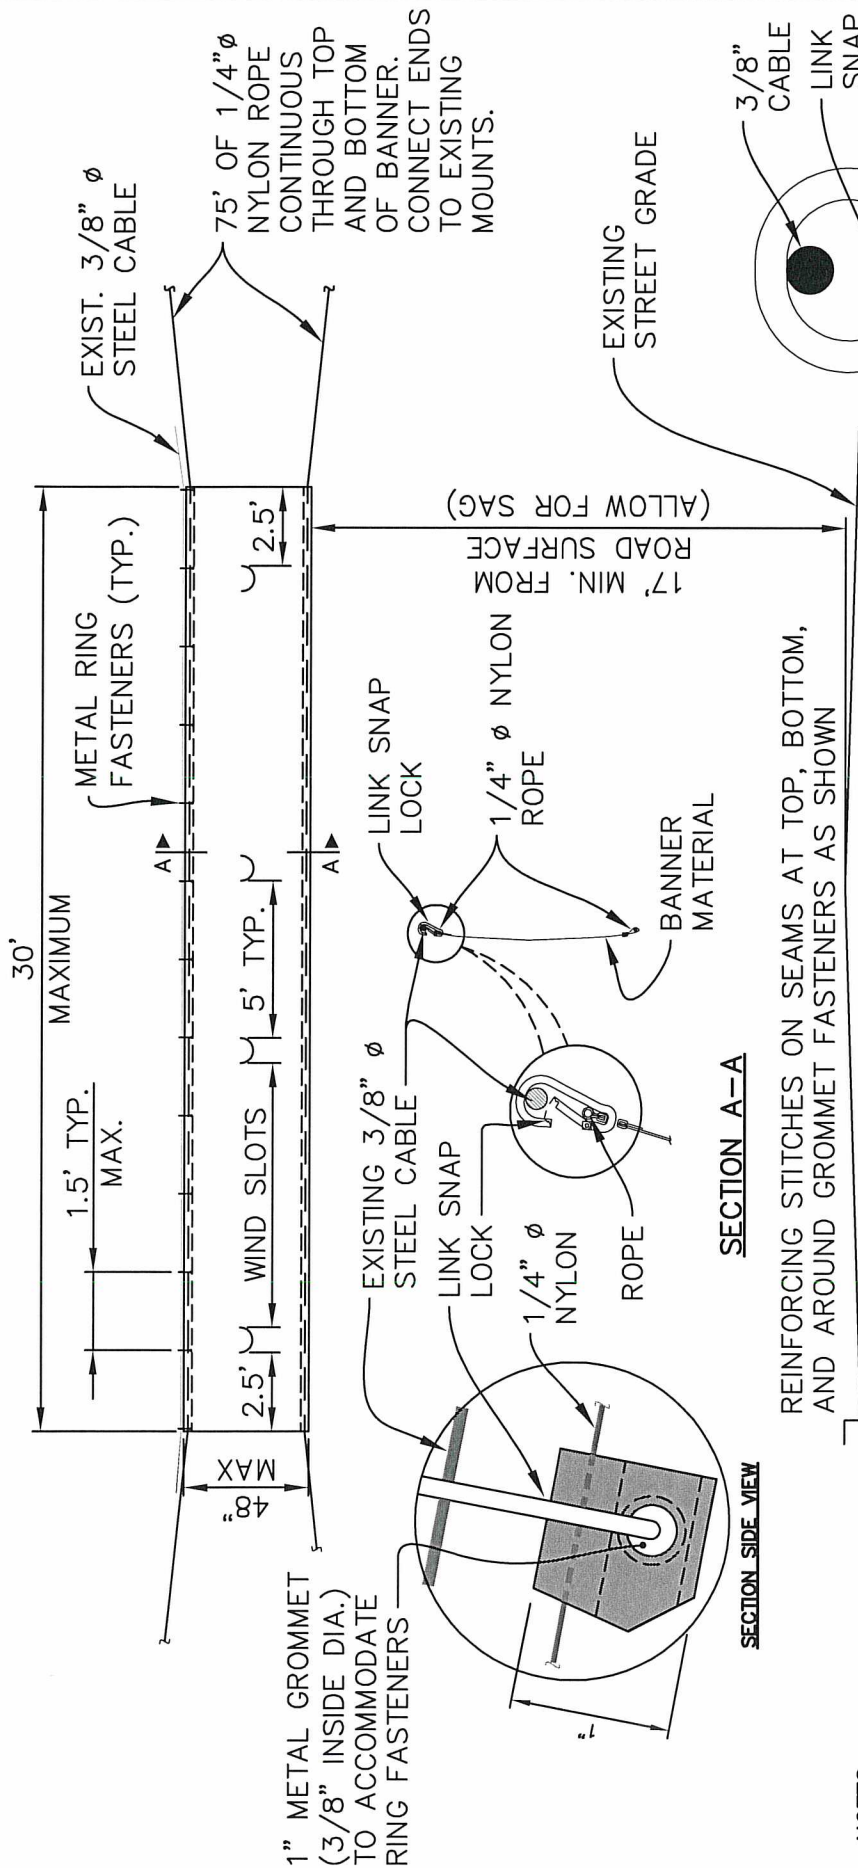 30'
MAXIMUM
1.5' TYP.
MAX.
METAL RING
FASTENERS (TYP.)
EXIST. 3/8" ø
STEEL CABLE
75' OF 1/4"ø
NYLON ROPE
CONTINUOUS
THROUGH TOP
AND BOTTOM
OF BANNER.
CONNECT ENDS
TO EXISTING
MOUNTS.
48"
MAX
2.5'
WIND SLOTS
5' TYP.
A
A
2.5'
17' MIN. FROM
ROAD SURFACE
(ALLOW FOR SAG)
1" METAL GROMMET
(3/8" INSIDE DIA.)
TO ACCOMMODATE
RING FASTENERS
1"
SECTION SIDE VIEW
EXISTING 3/8" ø
STEEL CABLE
LINK SNAP
LOCK
1/4" ø
NYLON
ROPE
SECTION A-A
LINK SNAP
LOCK
1/4" ø NYLON
ROPE
BANNER
MATERIAL
EXISTING
STREET GRADE
REINFORCING STITCHES ON SEAMS AT TOP, BOTTOM,
AND AROUND GROMMET FASTENERS AS SHOWN
3/8"
CABLE
LINK
SNAP